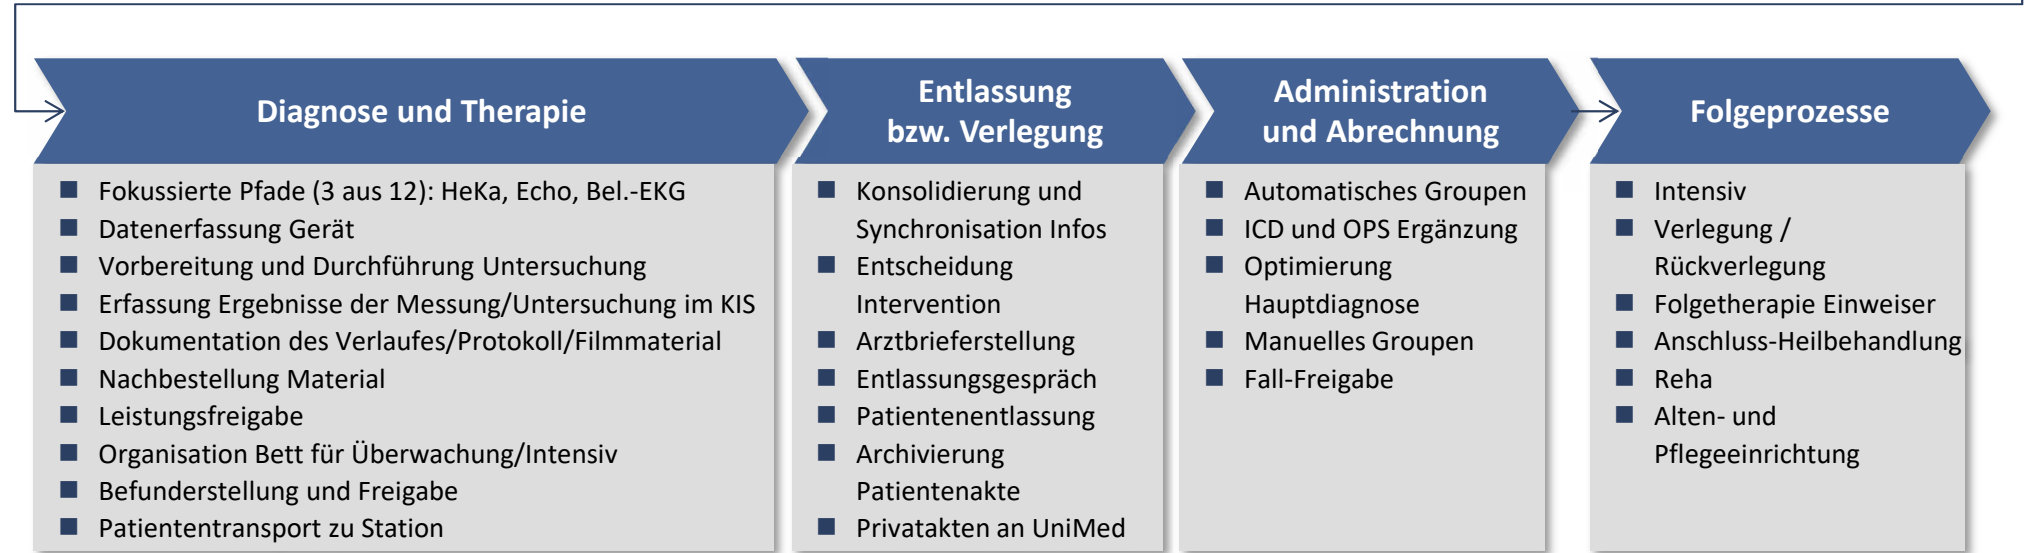 Diagnose und Therapie
Fokussierte Pfade (3 aus 12): HeKa, Echo, Bel.-EKG
Datenerfassung Gerät
Vorbereitung und Durchführung Untersuchung
Erfassung Ergebnisse der Messung/Untersuchung im KIS
Dokumentation des Verlaufes/Protokoll/Filmmaterial
Nachbestellung Material
Leistungsfreigabe
Organisation Bett für Überwachung/Intensiv
Befunderstellung und Freigabe
Patiententransport zu Station
Entlassung
bzw. Verlegung
Konsolidierung und
Synchronisation Infos
Entscheidung
Intervention
Arztbrieferstellung
Entlassungsgespräch
Patientenentlassung
Archivierung
Patientenakte
Privatakten an UniMed
Administration
und Abrechnung
Automatisches Groupen
ICD und OPS Ergänzung
Optimierung
Hauptdiagnose
Manuelles Groupen
Fall-Freigabe
Folgeprozesse
Intensiv
Verlegung /
Rückverlegung
Folgetherapie Einweiser
Anschluss-Heilbehandlung
Reha
Alten- und
Pflegeeinrichtung